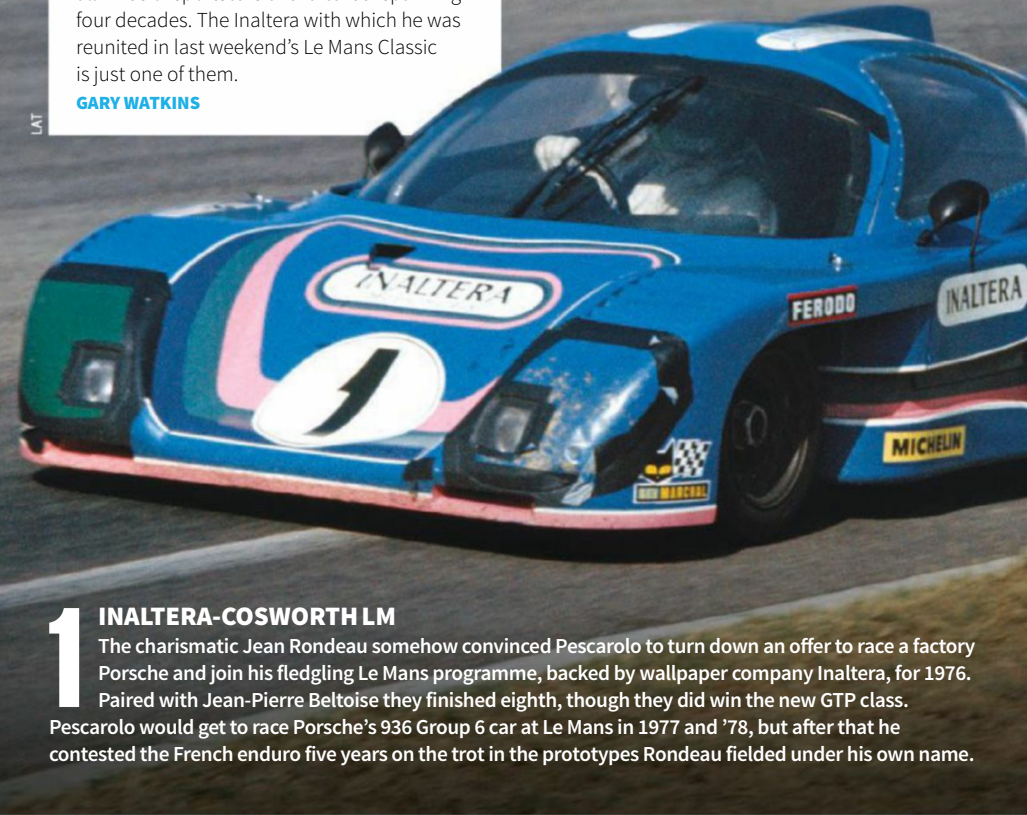 four decades. The Inaltera with which he was
reunited in last weekend’s Le Mans Classic
is just one of them.
GARY WATKINS
LAT
INALTERA
FERODO
INALTERA
1
MICHELIN
MARCHAL
1
INALTERA-COSWORTH LM
The charismatic Jean Rondeau somehow convinced Pescarolo to turn down an offer to race a factory
Porsche and join his fledgling Le Mans programme, backed by wallpaper company Inaltera, for 1976.
Paired with Jean-Pierre Beltoise they finished eighth, though they did win the new GTP class.
Pescarolo would get to race Porsche’s 936 Group 6 car at Le Mans in 1977 and ’78, but after that he
contested the French enduro five years on the trot in the prototypes Rondeau fielded under his own name.